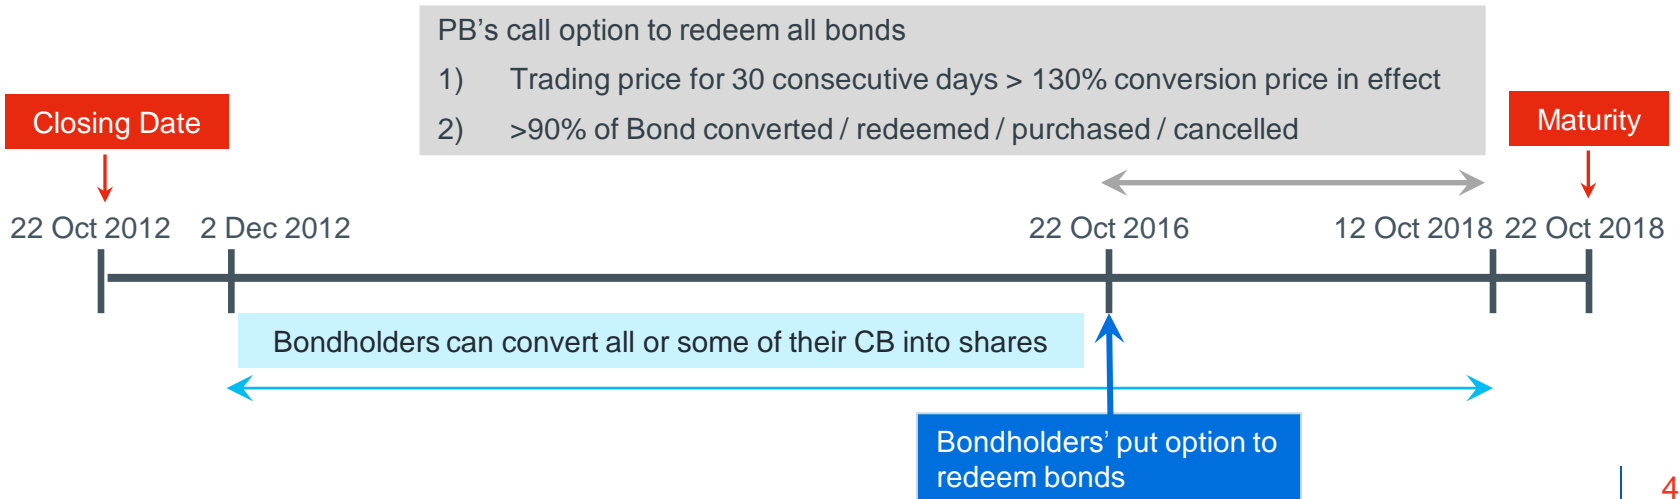 PB’s call option to redeem all bonds
1) Trading price for 30 consecutive days > 130% conversion price in effect
2) >90% of Bond converted / redeemed / purchased / cancelled
Closing Date
Maturity
22 Oct 2012
2 Dec 2012
22 Oct 2016
12 Oct 2018
22 Oct 2018
Bondholders can convert all or some of their CB into shares
Bondholders’ put option to
redeem bonds
4